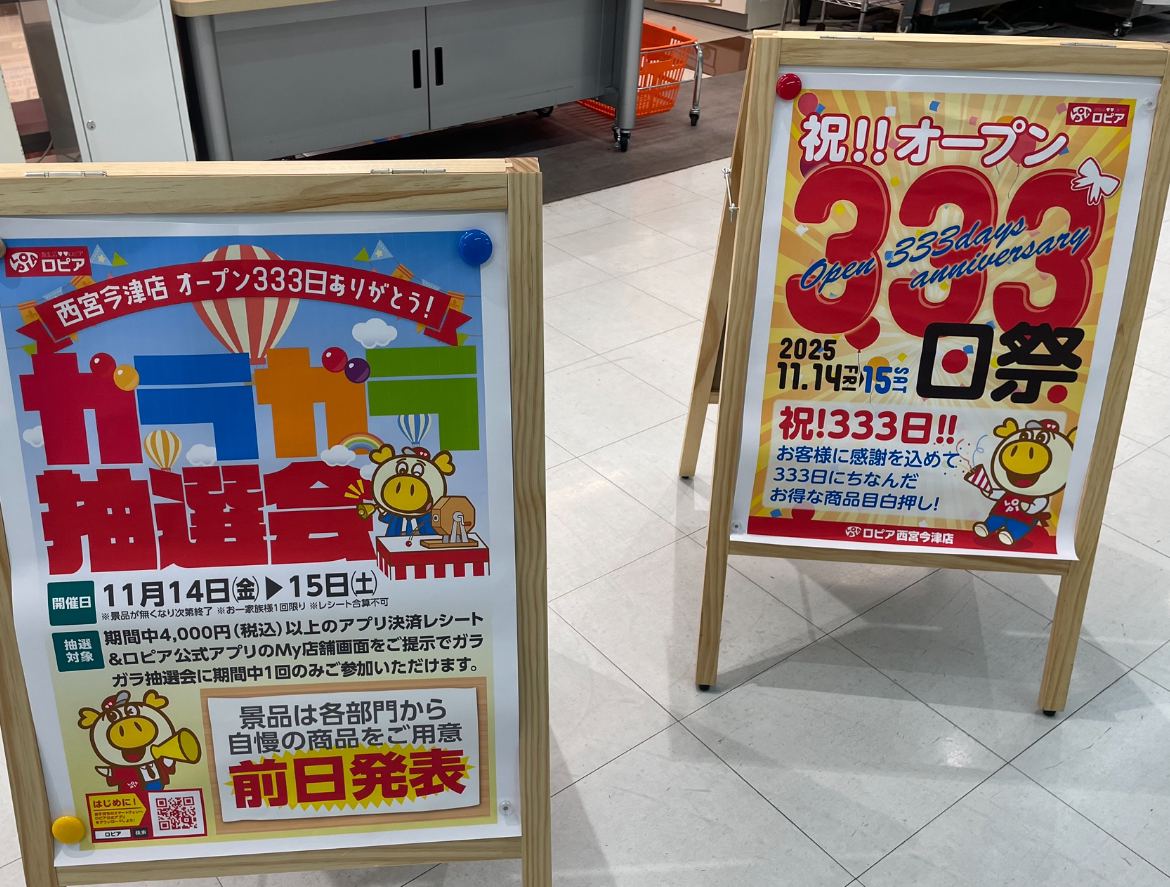 ロピア
西宮今津店 オープン333日ありがとう!
ガラガラ
抽選会
開催日
11月14日(金)▶15日(土)
※景品が無くなり次第終了 ※お一家族様1回限り ※レシート合算不可
抽選対象
期間中4,000円(税込)以上のアプリ決済レシート
&ロピア公式アプリのMy店舗画面をご提示でガラ
ガラ抽選会に期間中1回のみご参加いただけます。
景品は各部門から
自慢の商品をご用意
前日発表
はじめに!
ロピア 検索
ロピア
祝!!オープン
333
Open 333days
anniversary
2025
11.14 FRI 15 SAT
日祭
祝!333日!!
お客様に感謝を込めて
333日にちなんだ
お得な商品目白押し!
ロピア 西宮今津店